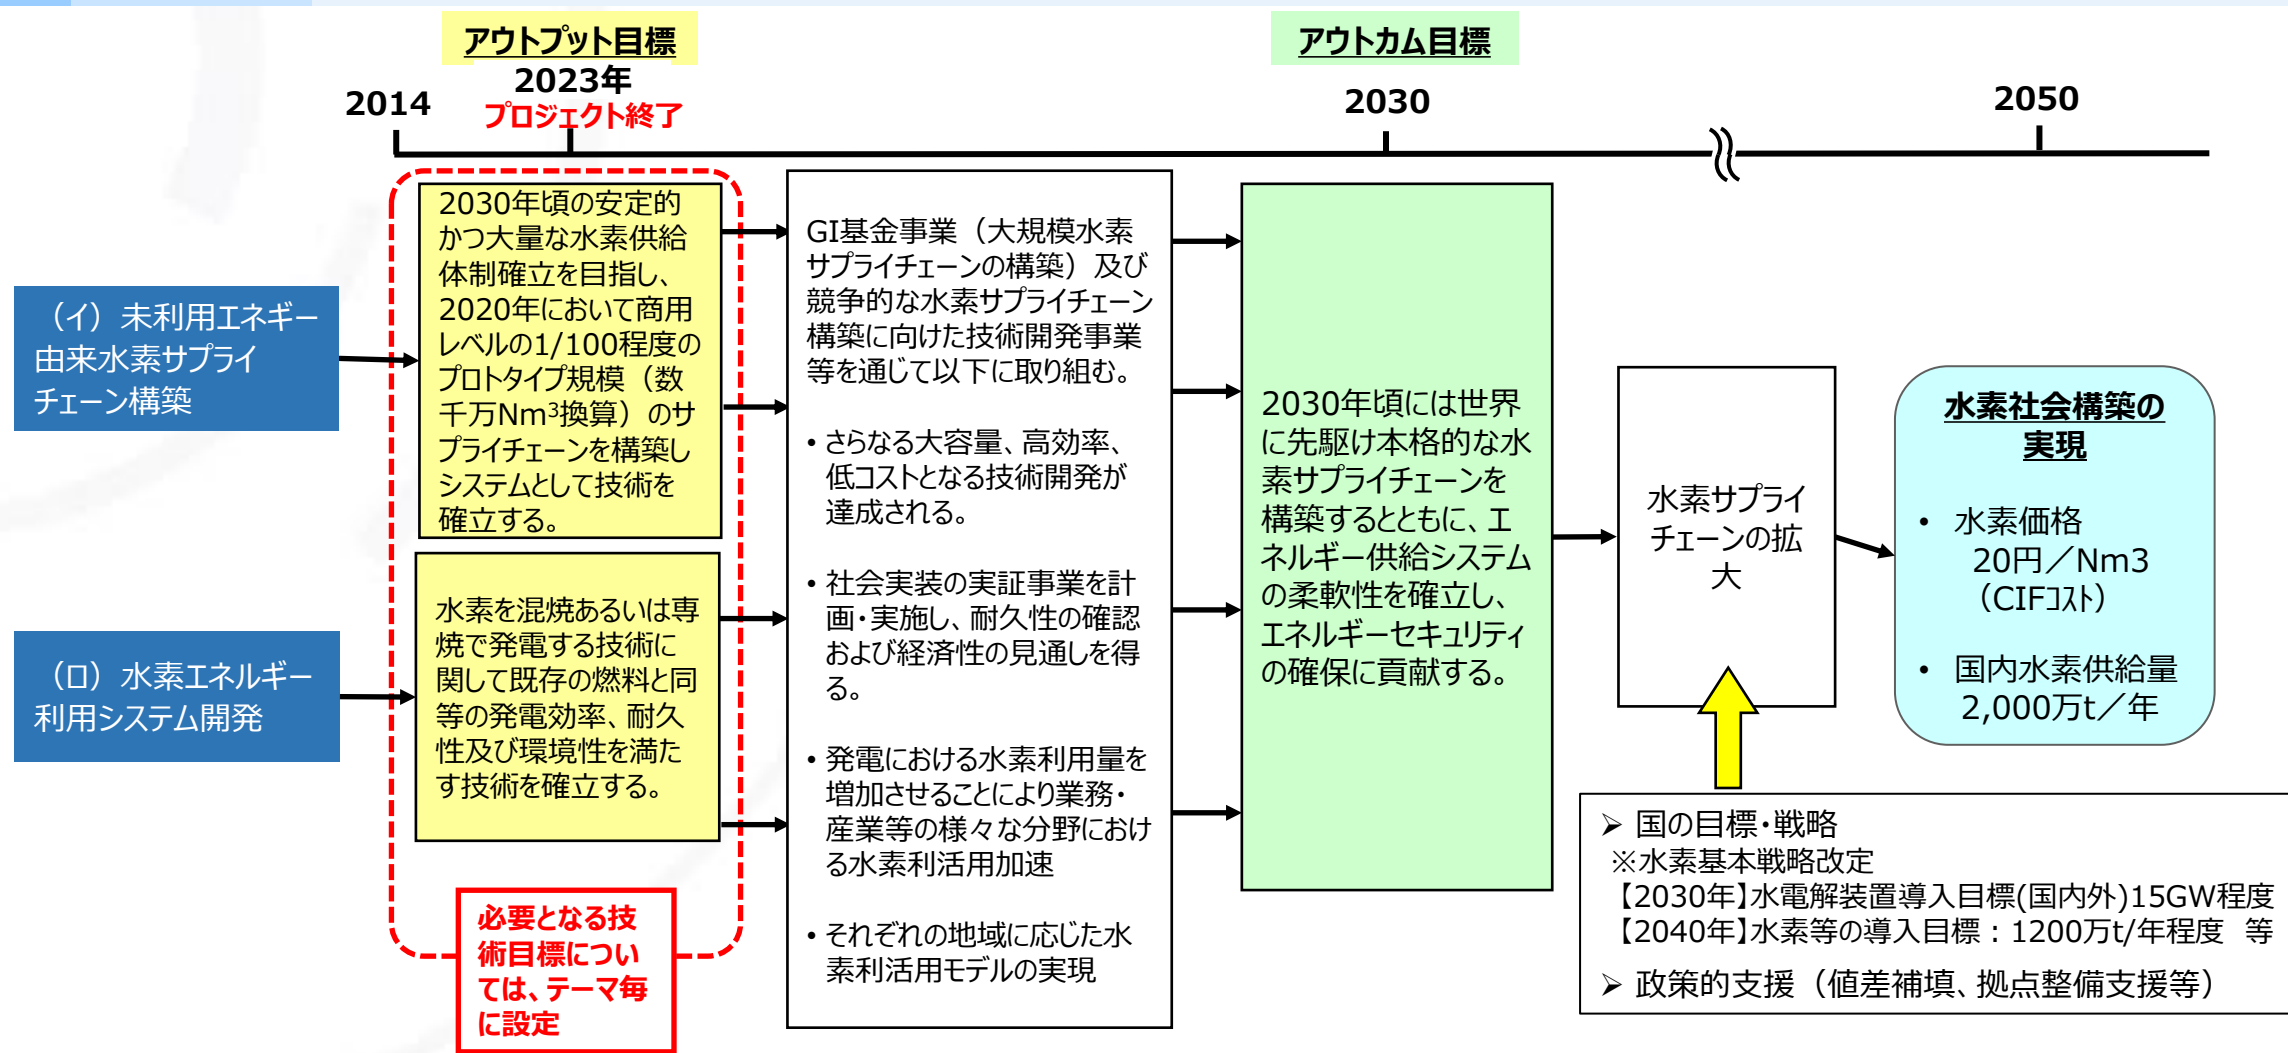 アウトプット目標
2023年
プロジェクト終了
アウトカム目標
2014
2030
2050
（イ）未利用エネギー
由来水素サプライ
チェーン構築
（ロ）水素エネルギー
利用システム開発
2030年頃の安定的
かつ大量な水素供給
体制確立を目指し、
2020年において商用
レベルの1/100程度の
プロトタイプ規模（数
千万Nm³換算）のサ
プライチェーンを構築し
システムとして技術を
確立する。
水素を混焼あるいは専
焼で発電する技術に
関して既存の燃料と同
等の発電効率、耐久
性及び環境性を満た
す技術を確立する。
必要となる技
術目標につい
ては、テーマ毎
に設定
GI基金事業（大規模水素
サプライチェーンの構築）及び
競争的な水素サプライチェーン
構築に向けた技術開発事業
等を通じて以下に取り組む。
• さらなる大容量、高効率、
低コストとなる技術開発が
達成される。
• 社会実装の実証事業を計
画・実施し、耐久性の確認
および経済性の見通しを得
る。
• 発電における水素利用量を
増加させることにより業務・
産業等の様々な分野におけ
る水素利活用加速
• それぞれの地域に応じた水
素利活用モデルの実現
2030年頃には世界
に先駆け本格的な水
素サプライチェーンを
構築するとともに、エ
ネルギー供給システム
の柔軟性を確立し、
エネルギーセキュリティ
の確保に貢献する。
水素サプライ
チェーンの拡
大
水素社会構築の
実現
• 水素価格
20円／Nm3
（CIFコスト）
• 国内水素供給量
2,000万t／年
➢ 国の目標・戦略
※水素基本戦略改定
【2030年】水電解装置導入目標(国内外)15GW程度
【2040年】水素等の導入目標：1200万t/年程度 等
➢ 政策的支援（値差補填、拠点整備支援等）